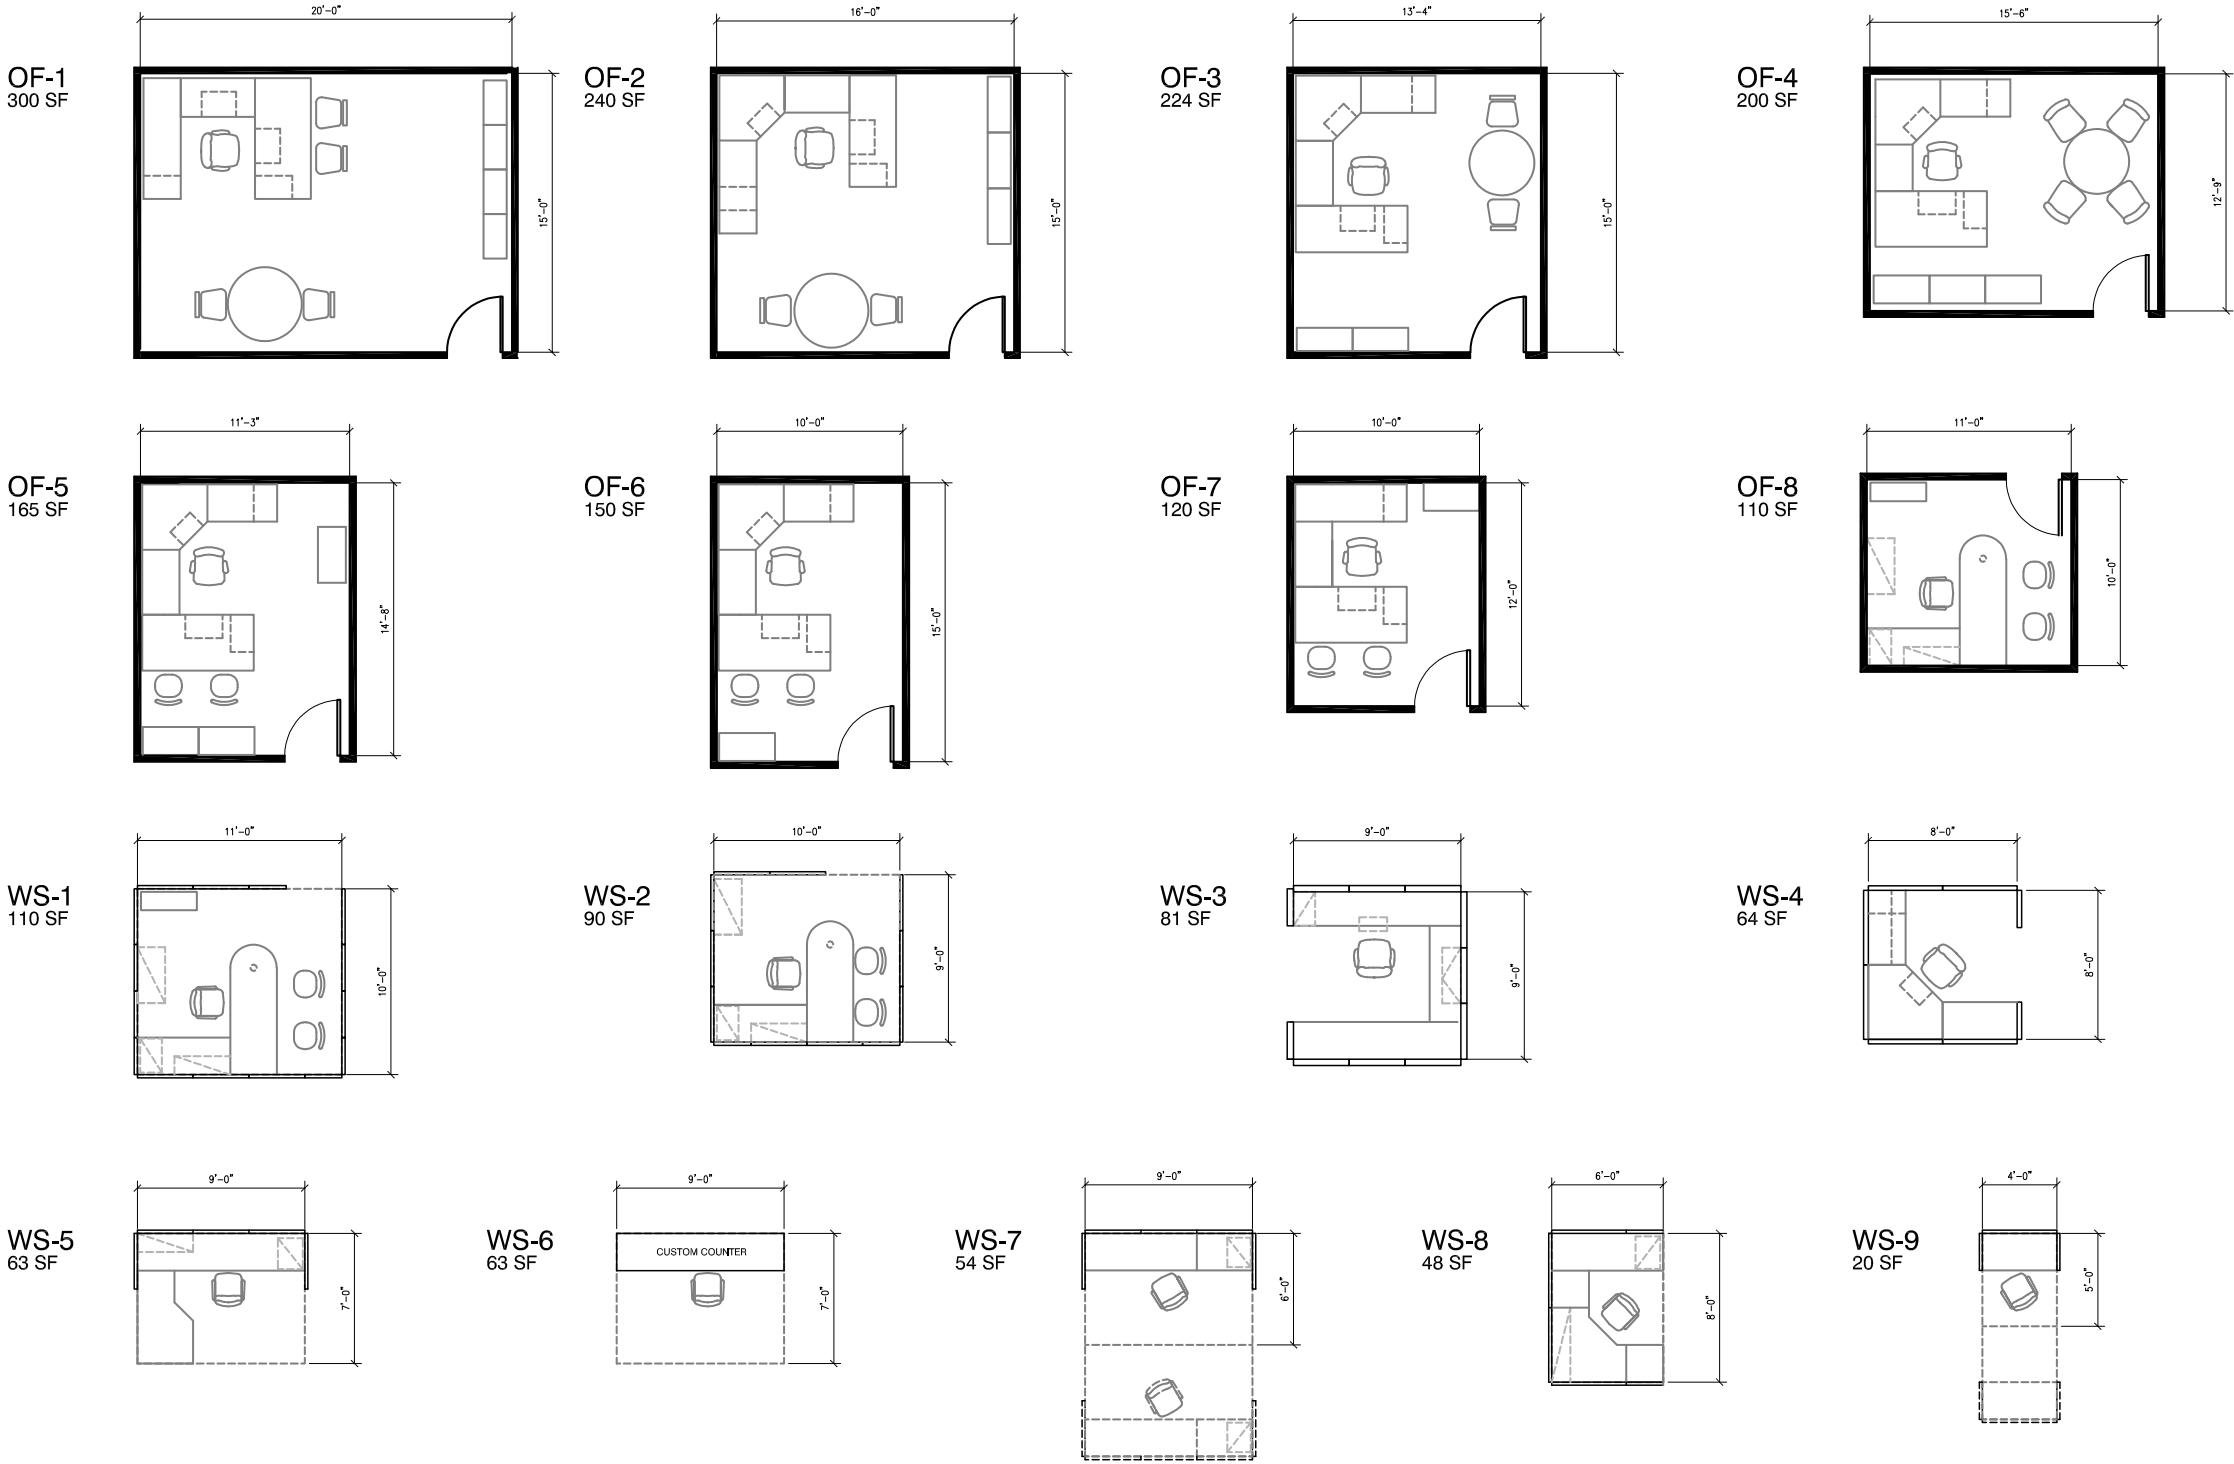 20'-0"
16'-0"
13'-4"
15'-6"
OF-1
300 SF
15'-0"
OF-2
240 SF
15'-0"
OF-3
224 SF
15'-0"
OF-4
200 SF
12'-9"
11'-3"
10'-0"
10'-0"
11'-0"
OF-5
165 SF
14'-8"
OF-6
150 SF
15'-0"
OF-7
120 SF
12'-0"
OF-8
110 SF
10'-0"
11'-0"
10'-0"
9'-0"
8'-0"
WS-1
110 SF
10'-0"
WS-2
90 SF
9'-0"
WS-3
81 SF
9'-0"
WS-4
64 SF
8'-0"
9'-0"
9'-0"
9'-0"
6'-0"
4'-0"
WS-5
63 SF
7'-0"
WS-6
63 SF
CUSTOM COUNTER
7'-0"
WS-7
54 SF
6'-0"
WS-8
48 SF
8'-0"
WS-9
20 SF
5'-0"